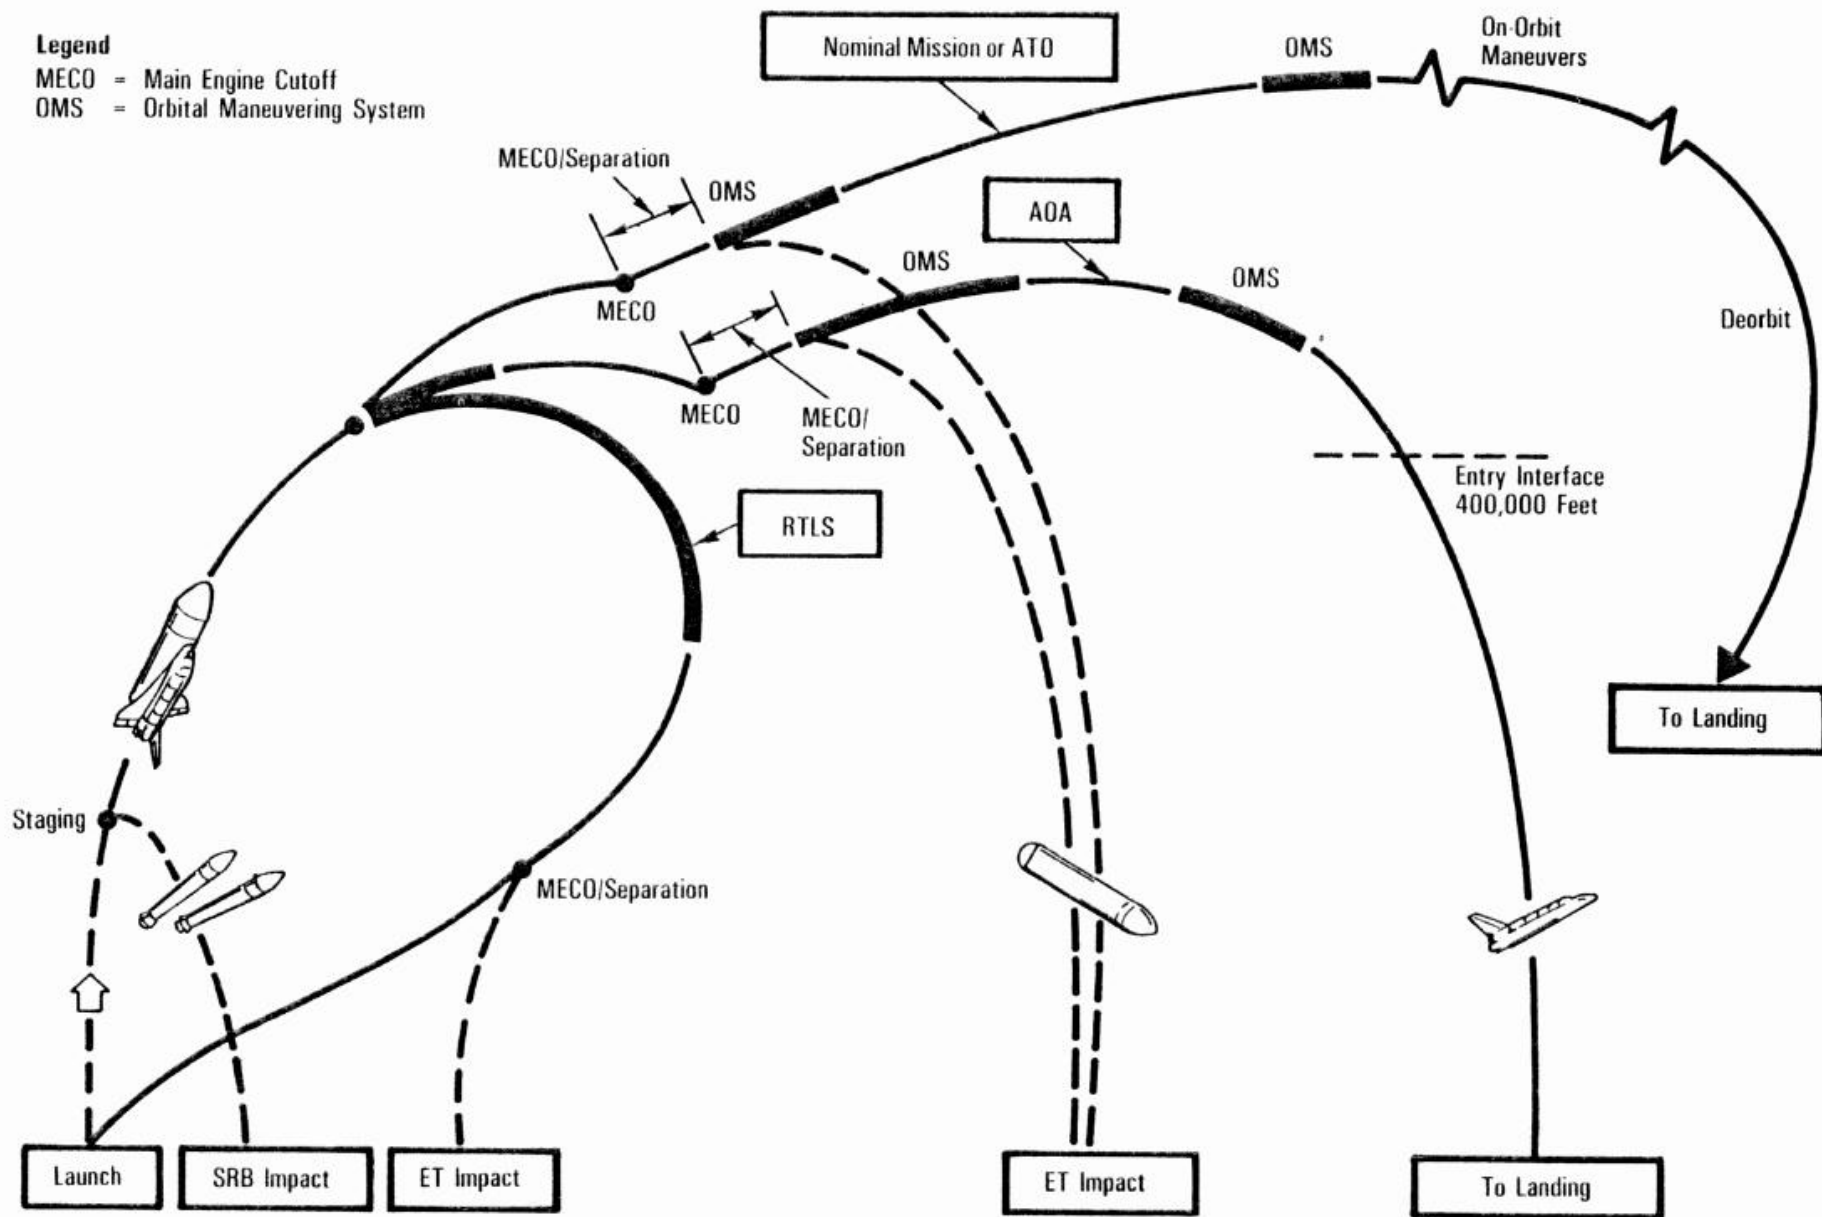 Legend
MECO = Main Engine Cutoff
OMS = Orbital Maneuvering System
Nominal Mission or ATO
OMS
On-Orbit
Maneuvers
MECO/Separation
OMS
AOA
OMS
OMS
MECO
Deorbit
MECO
MECO/
Separation
Entry Interface
400,000 Feet
RTLS
To Landing
Staging
MECO/Separation
Launch
SRB Impact
ET Impact
ET Impact
To Landing